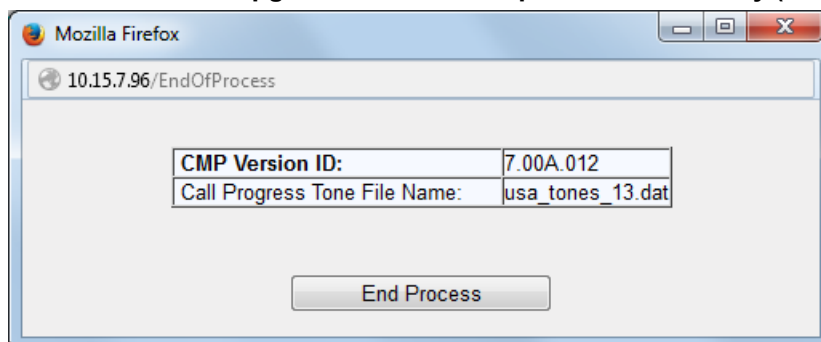 Mozilla Firefox
10.15.7.96/EndOfProcess
CMP Version ID: 7.00A.012
Call Progress Tone File Name: usa_tones_13.dat
End Process